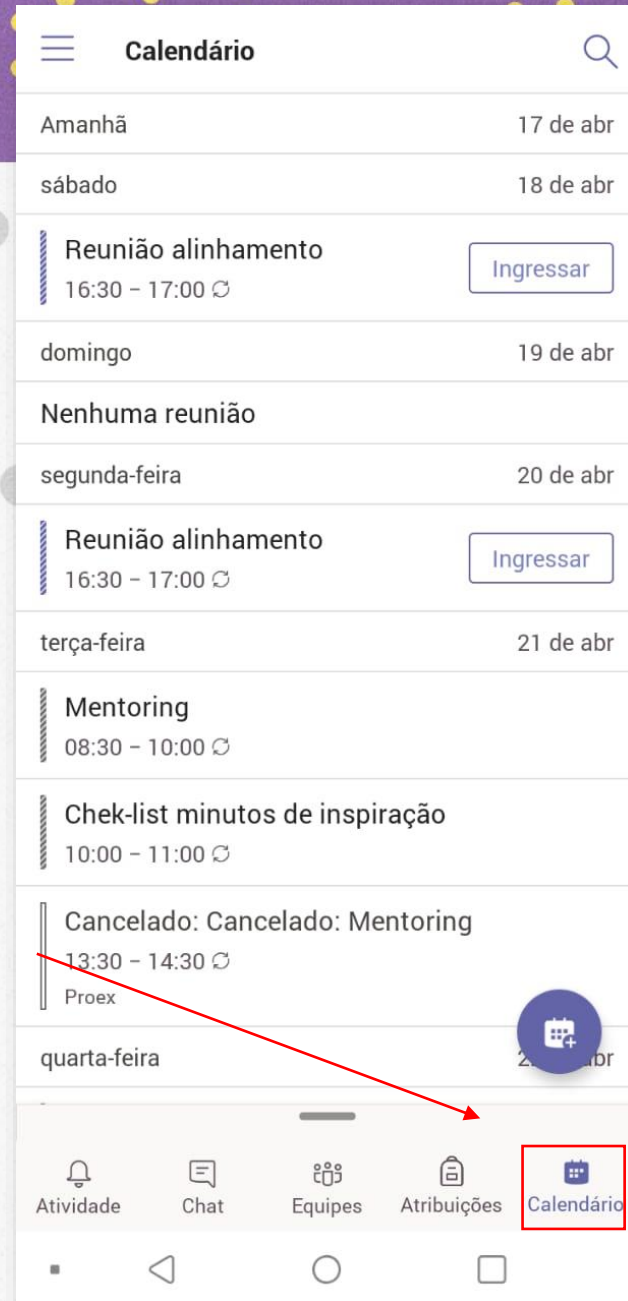 Calendário
Amanhã 17 de abr
sábado 18 de abr
Reunião alinhamento
16:30 – 17:00
Ingressar
domingo 19 de abr
Nenhuma reunião
segunda-feira 20 de abr
Reunião alinhamento
16:30 – 17:00
Ingressar
terça-feira 21 de abr
Mentoring
08:30 – 10:00
Chek-list minutos de inspiração
10:00 – 11:00
Cancelado: Cancelado: Mentoring
13:30 – 14:30
Proex
quarta-feira
Atividade Chat Equipes Atribuições Calendário